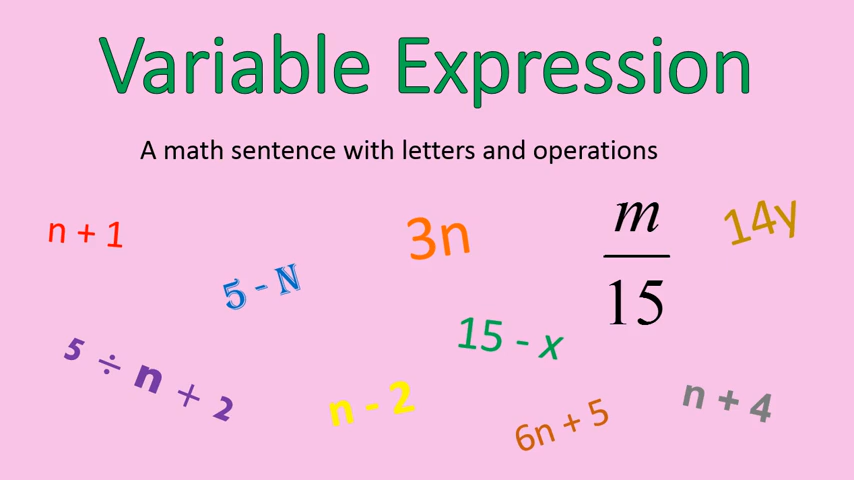 Variable Expression
A math sentence with letters and operations
n + 1
5 - N
3n
m
15
14y
5 ÷ n + 2
n - 2
15 - x
6n + 5
n + 4